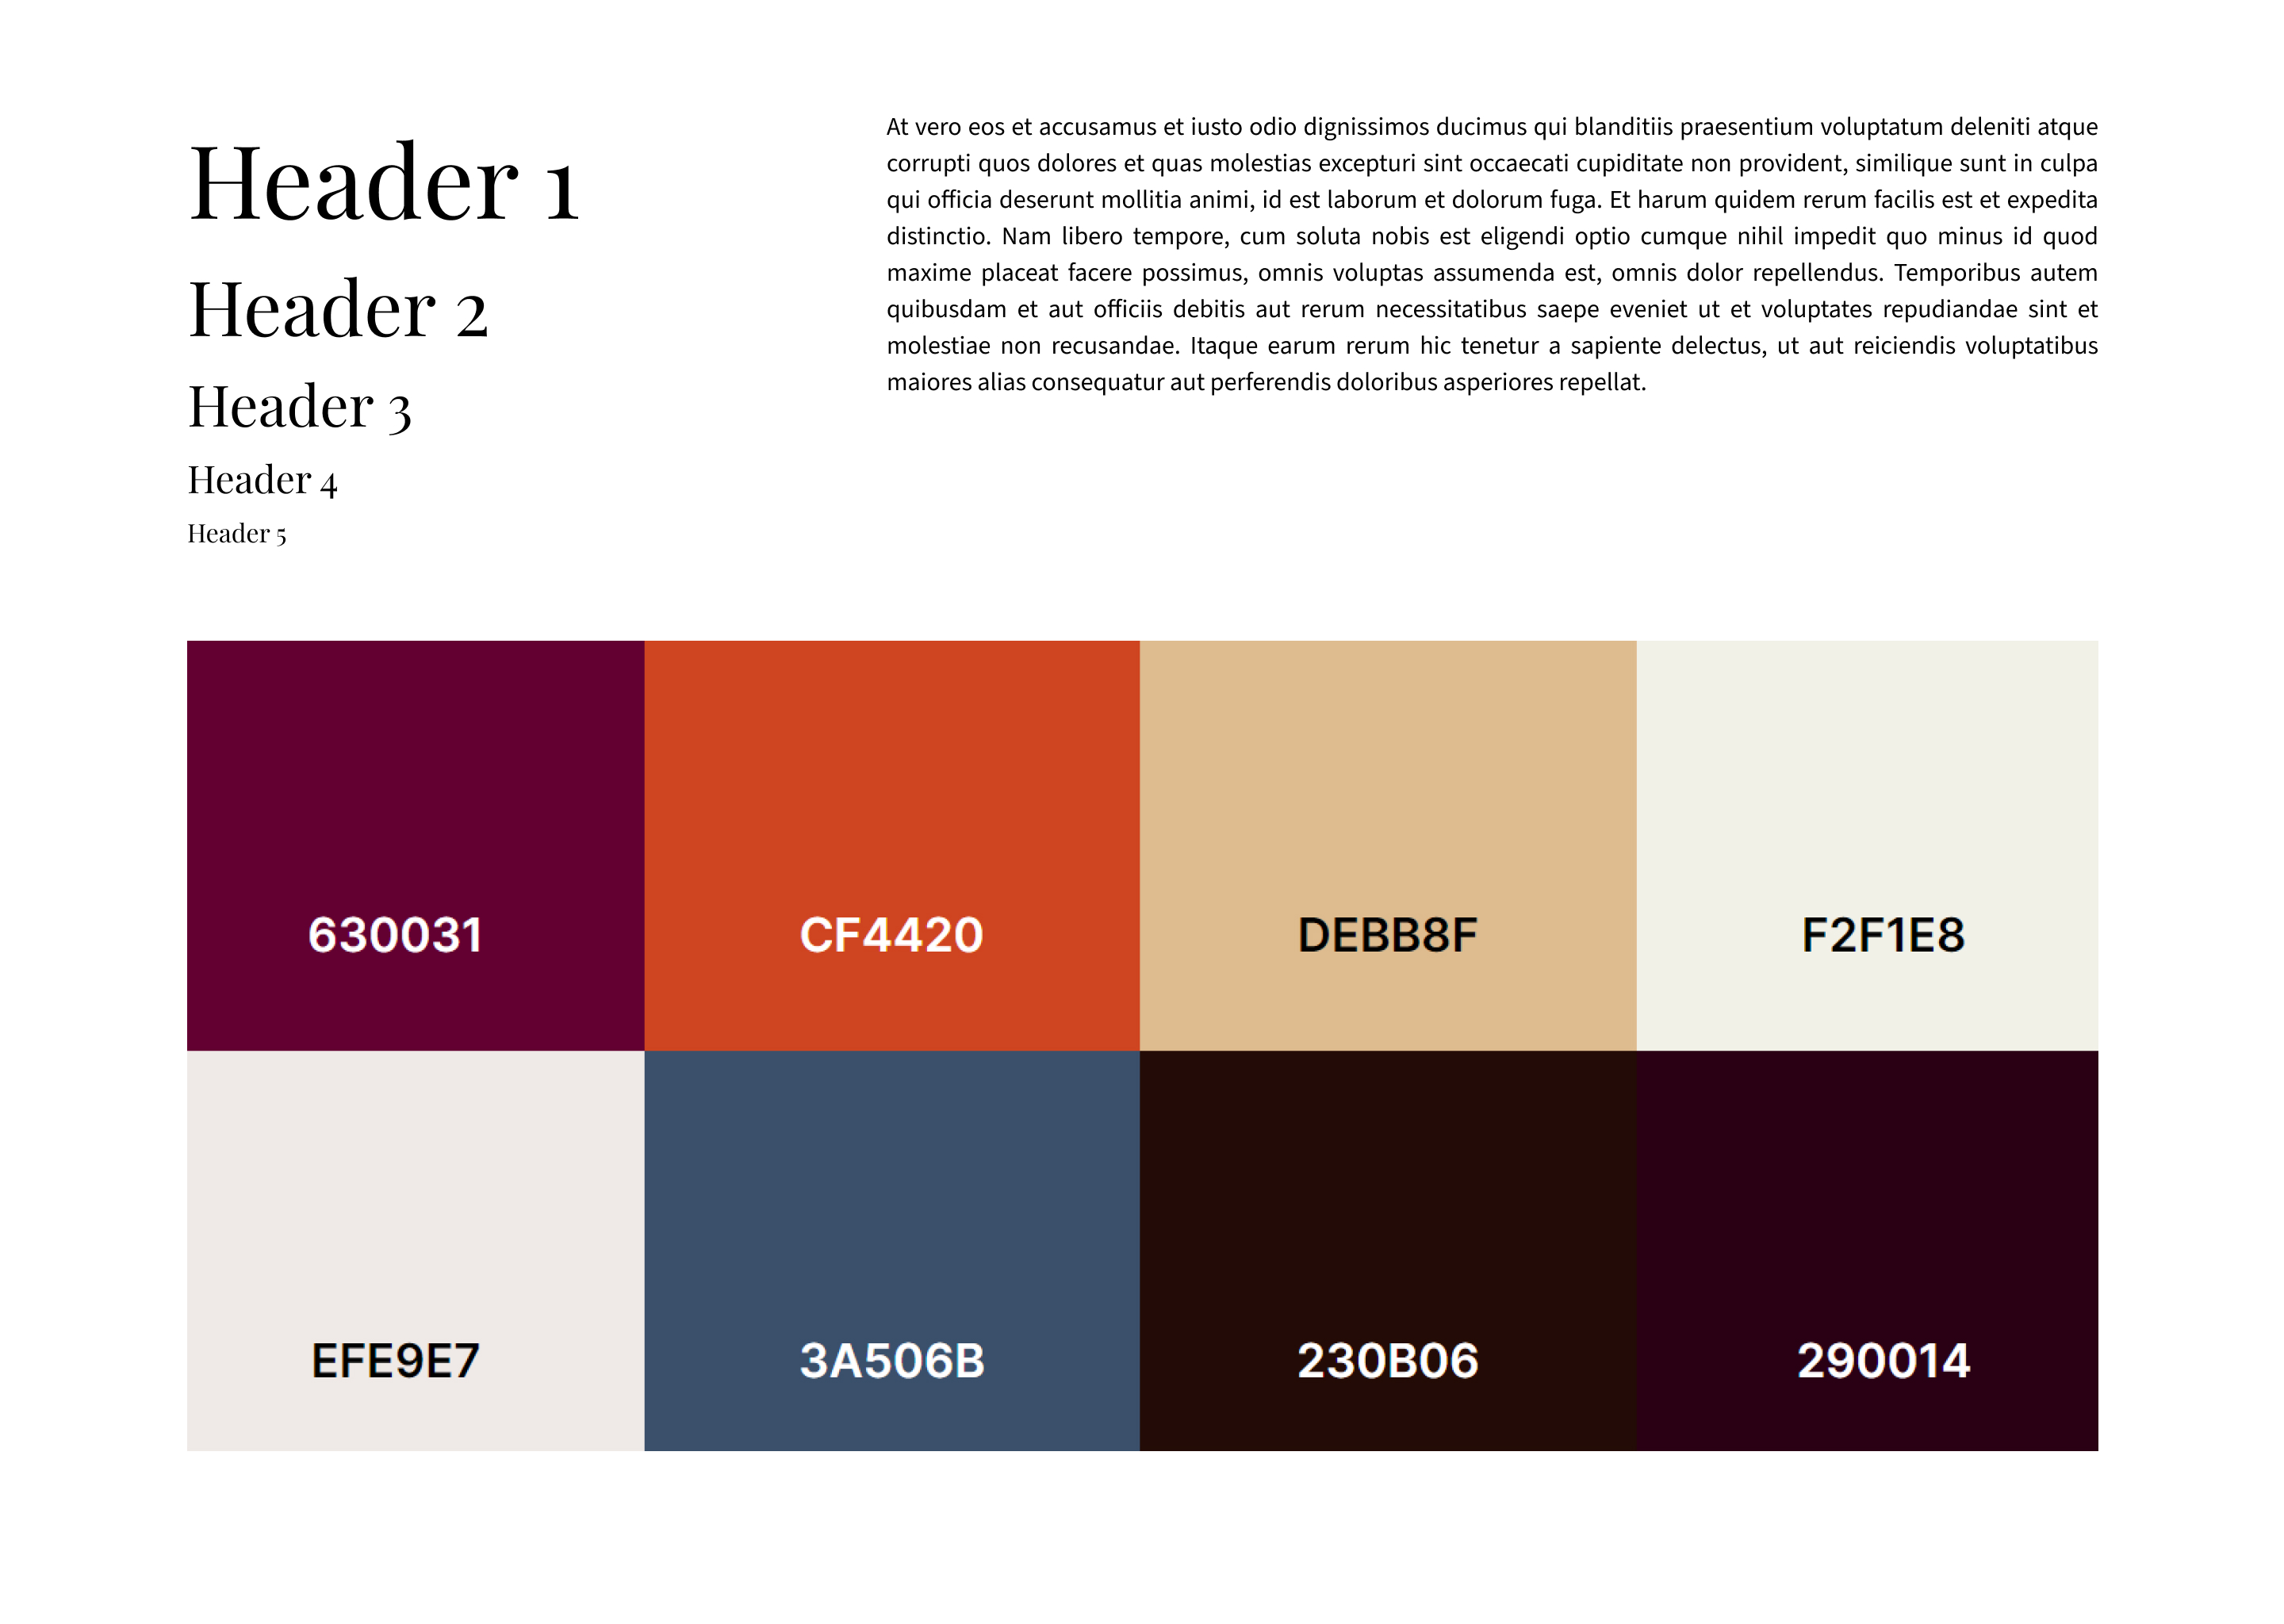 Header 1
Header 2
Header 3
Header 4
Header 5
At vero eos et accusamus et iusto odio dignissimos ducimus qui blanditiis praesentium voluptatum deleniti atque
corrupti quos dolores et quas molestias excepturi sint occaecati cupiditate non provident, similique sunt in culpa
qui officia deserunt mollitia animi, id est laborum et dolorum fuga. Et harum quidem rerum facilis est et expedita
distinctio. Nam libero tempore, cum soluta nobis est eligendi optio cumque nihil impedit quo minus id quod
maxime placeat facere possimus, omnis voluptas assumenda est, omnis dolor repellendus. Temporibus autem
quibusdam et aut officiis debitis aut rerum necessitatibus saepe eveniet ut et voluptates repudiandae sint et
molestiae non recusandae. Itaque earum rerum hic tenetur a sapiente delectus, ut aut reiciendis voluptatibus
maiores alias consequatur aut perferendis doloribus asperiores repellat.
630031
CF4420
DEBB8F
F2F1E8
EFE9E7
3A506B
230B06
290014